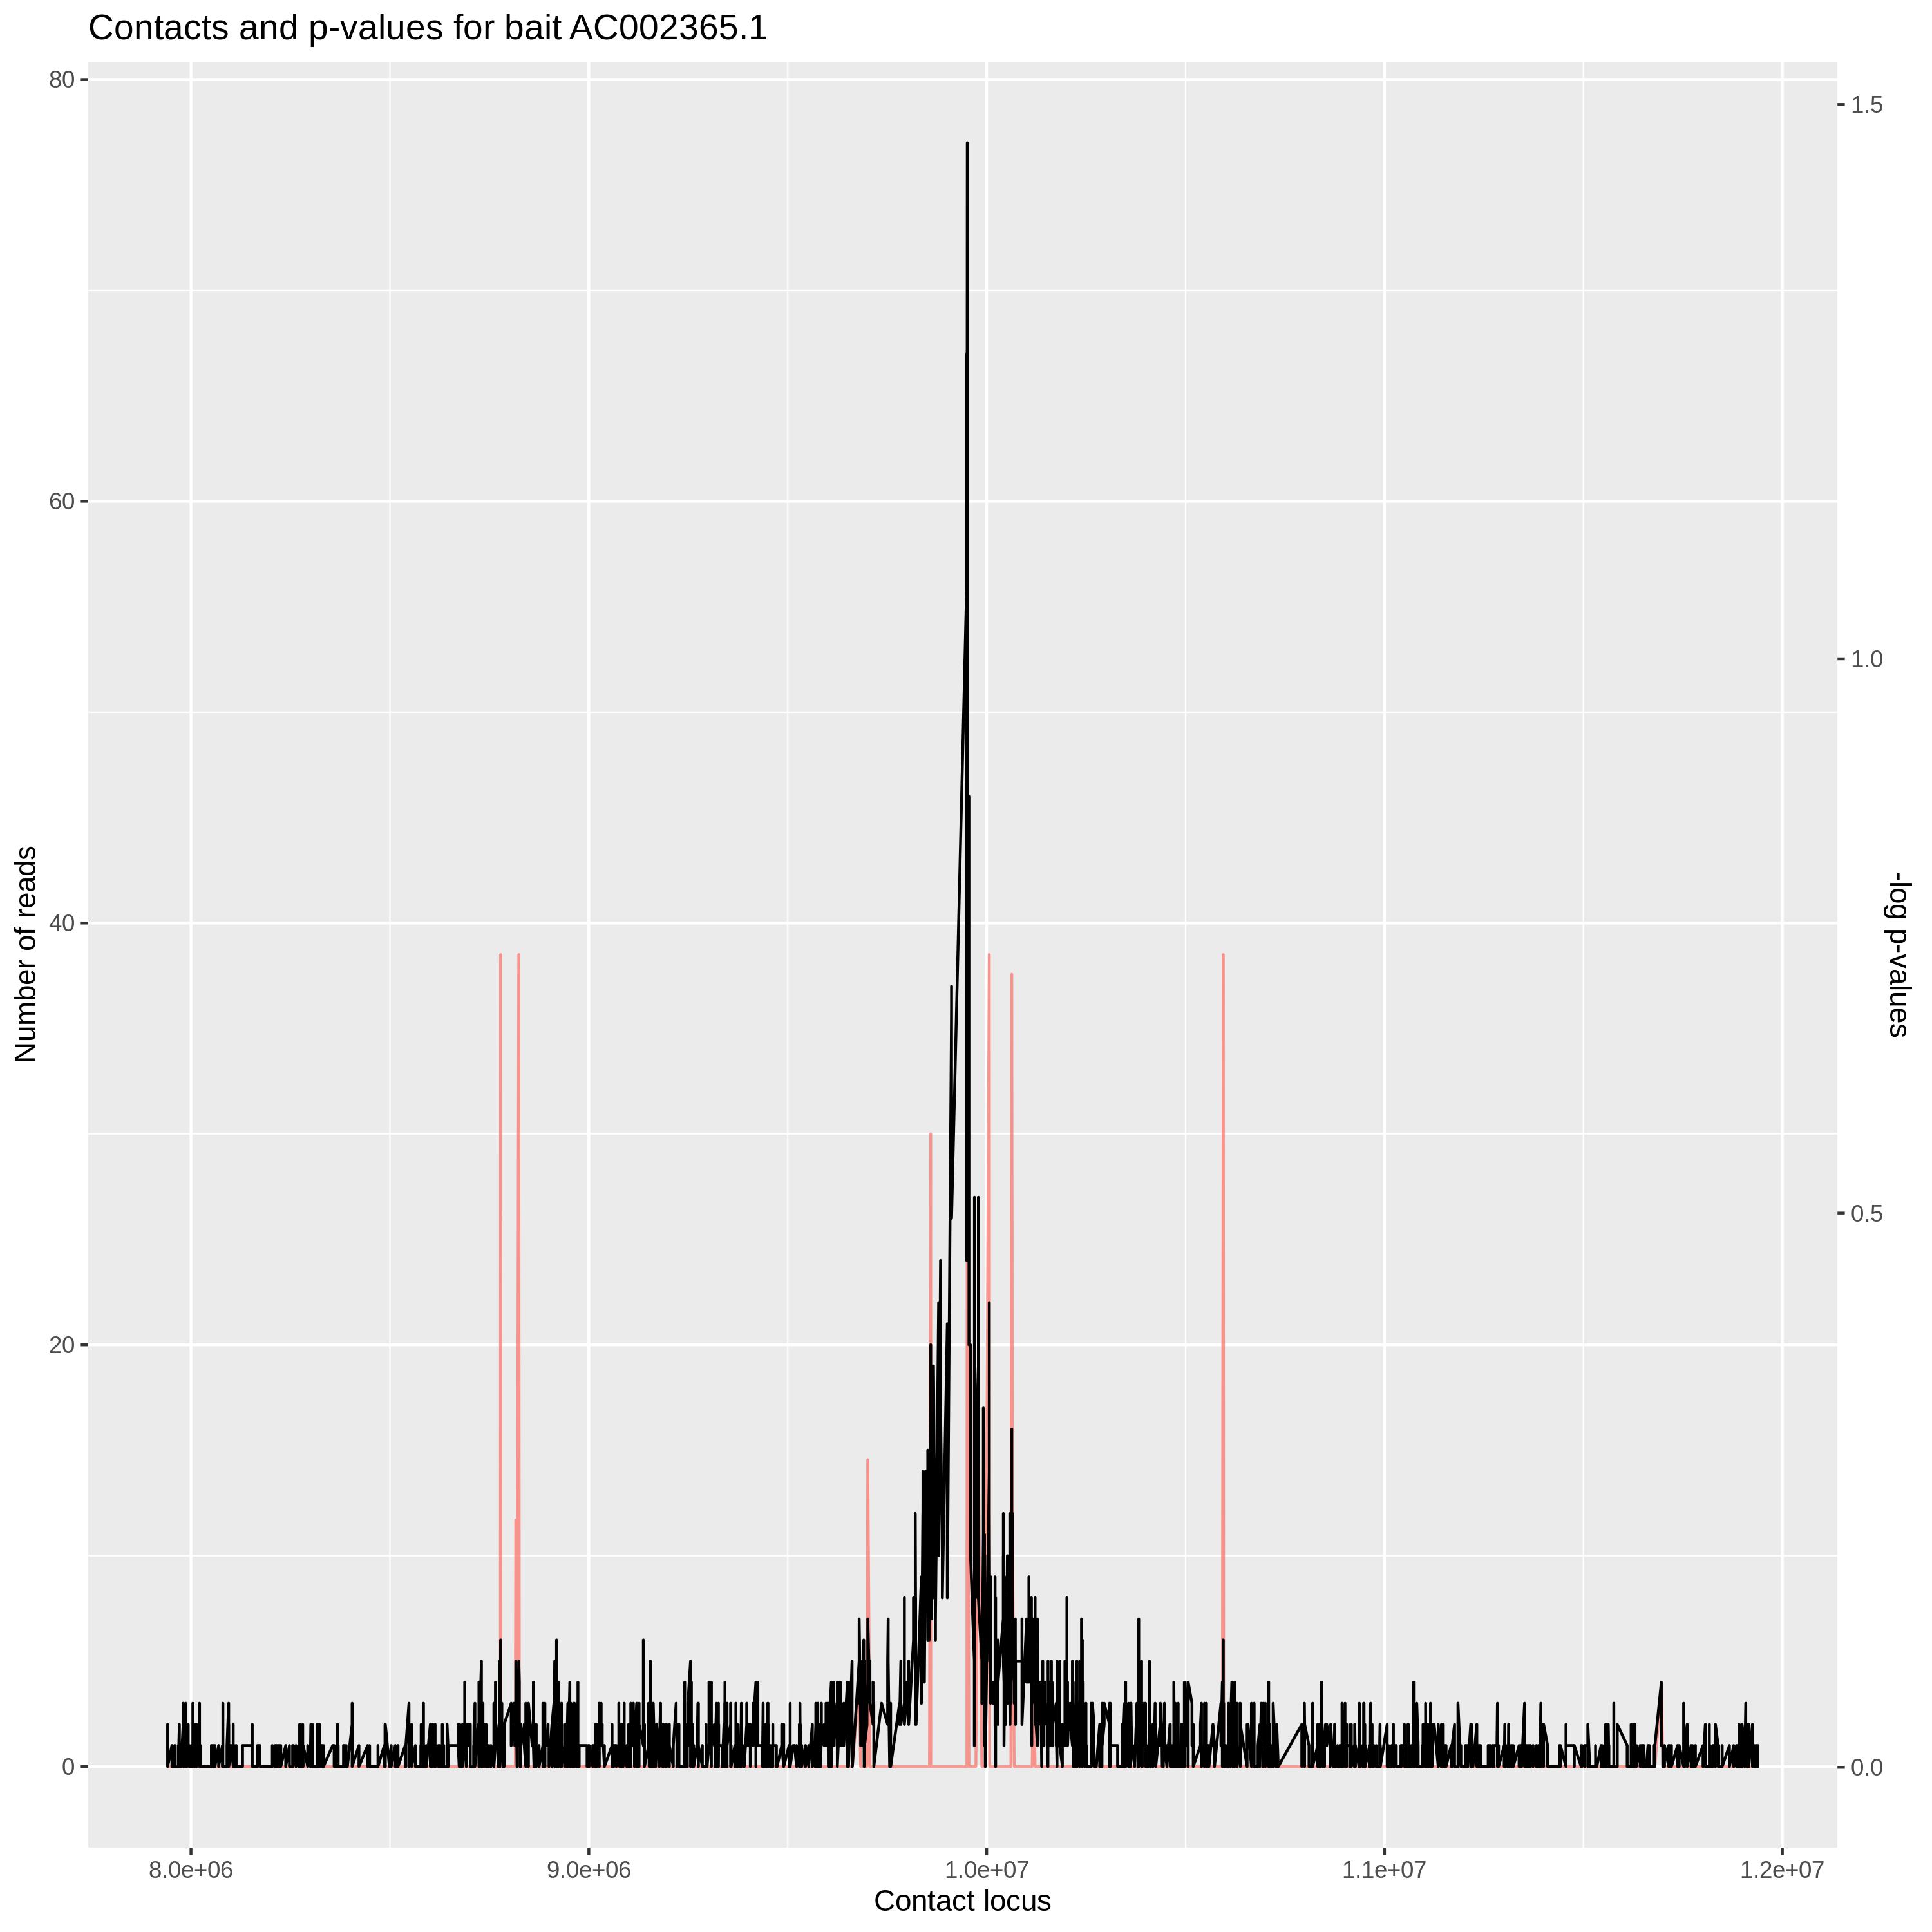 Contacts and p-values for bait AC002365.1
80
60
40
20
0
Number of reads
1.5
1.0
0.5
0.0
-log p-values
8.0e+06 9.0e+06 1.0e+07 1.1e+07 1.2e+07
Contact locus